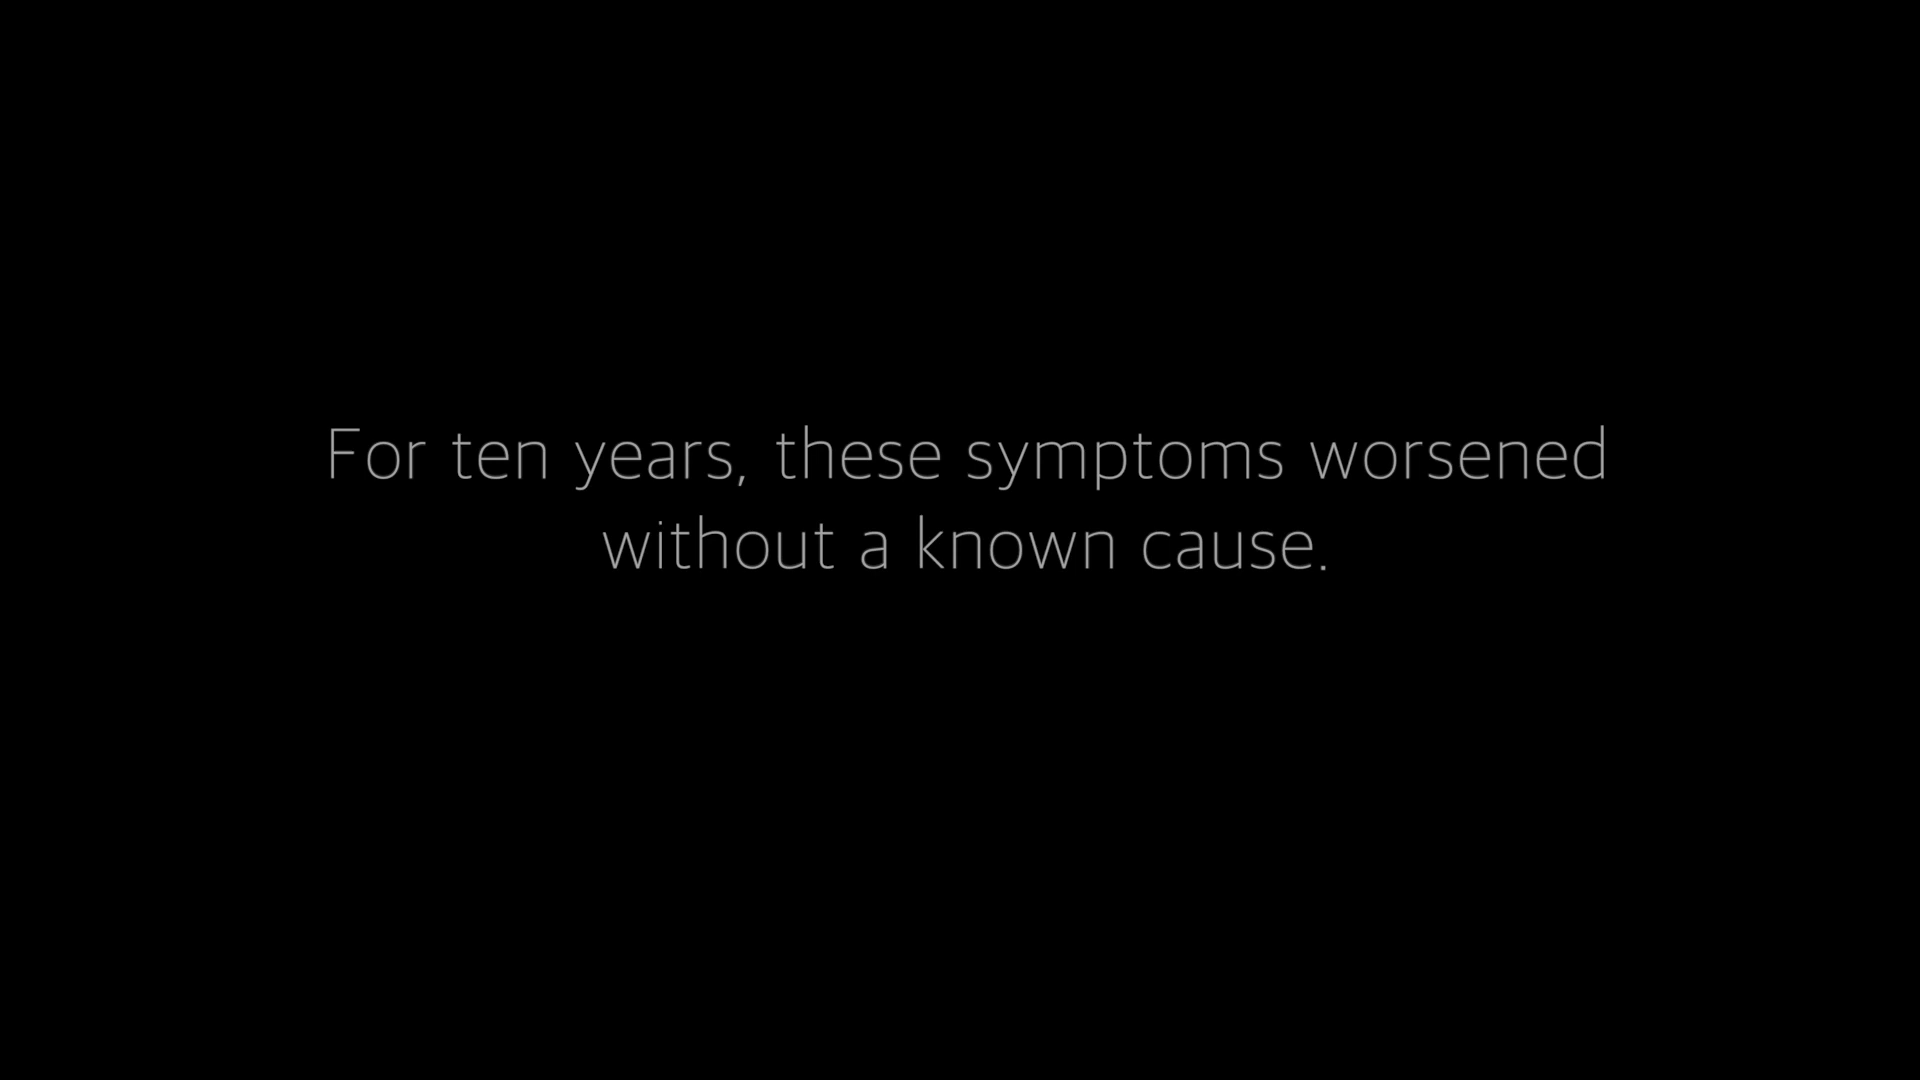 For ten years, these symptoms worsened
without a known cause.